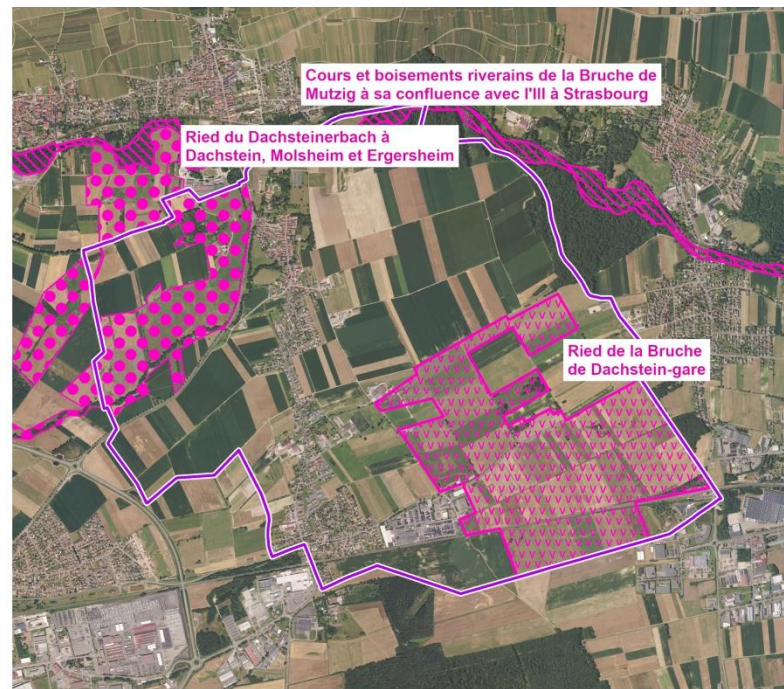 Cours et boisements riverains de la Bruche de
Mutzig à sa confluence avec l'Ill à Strasbourg
Ried du Dachsteinerbach à
Dachstein, Molsheim et Ergersheim
Ried de la Bruche
de Dachstein-gare